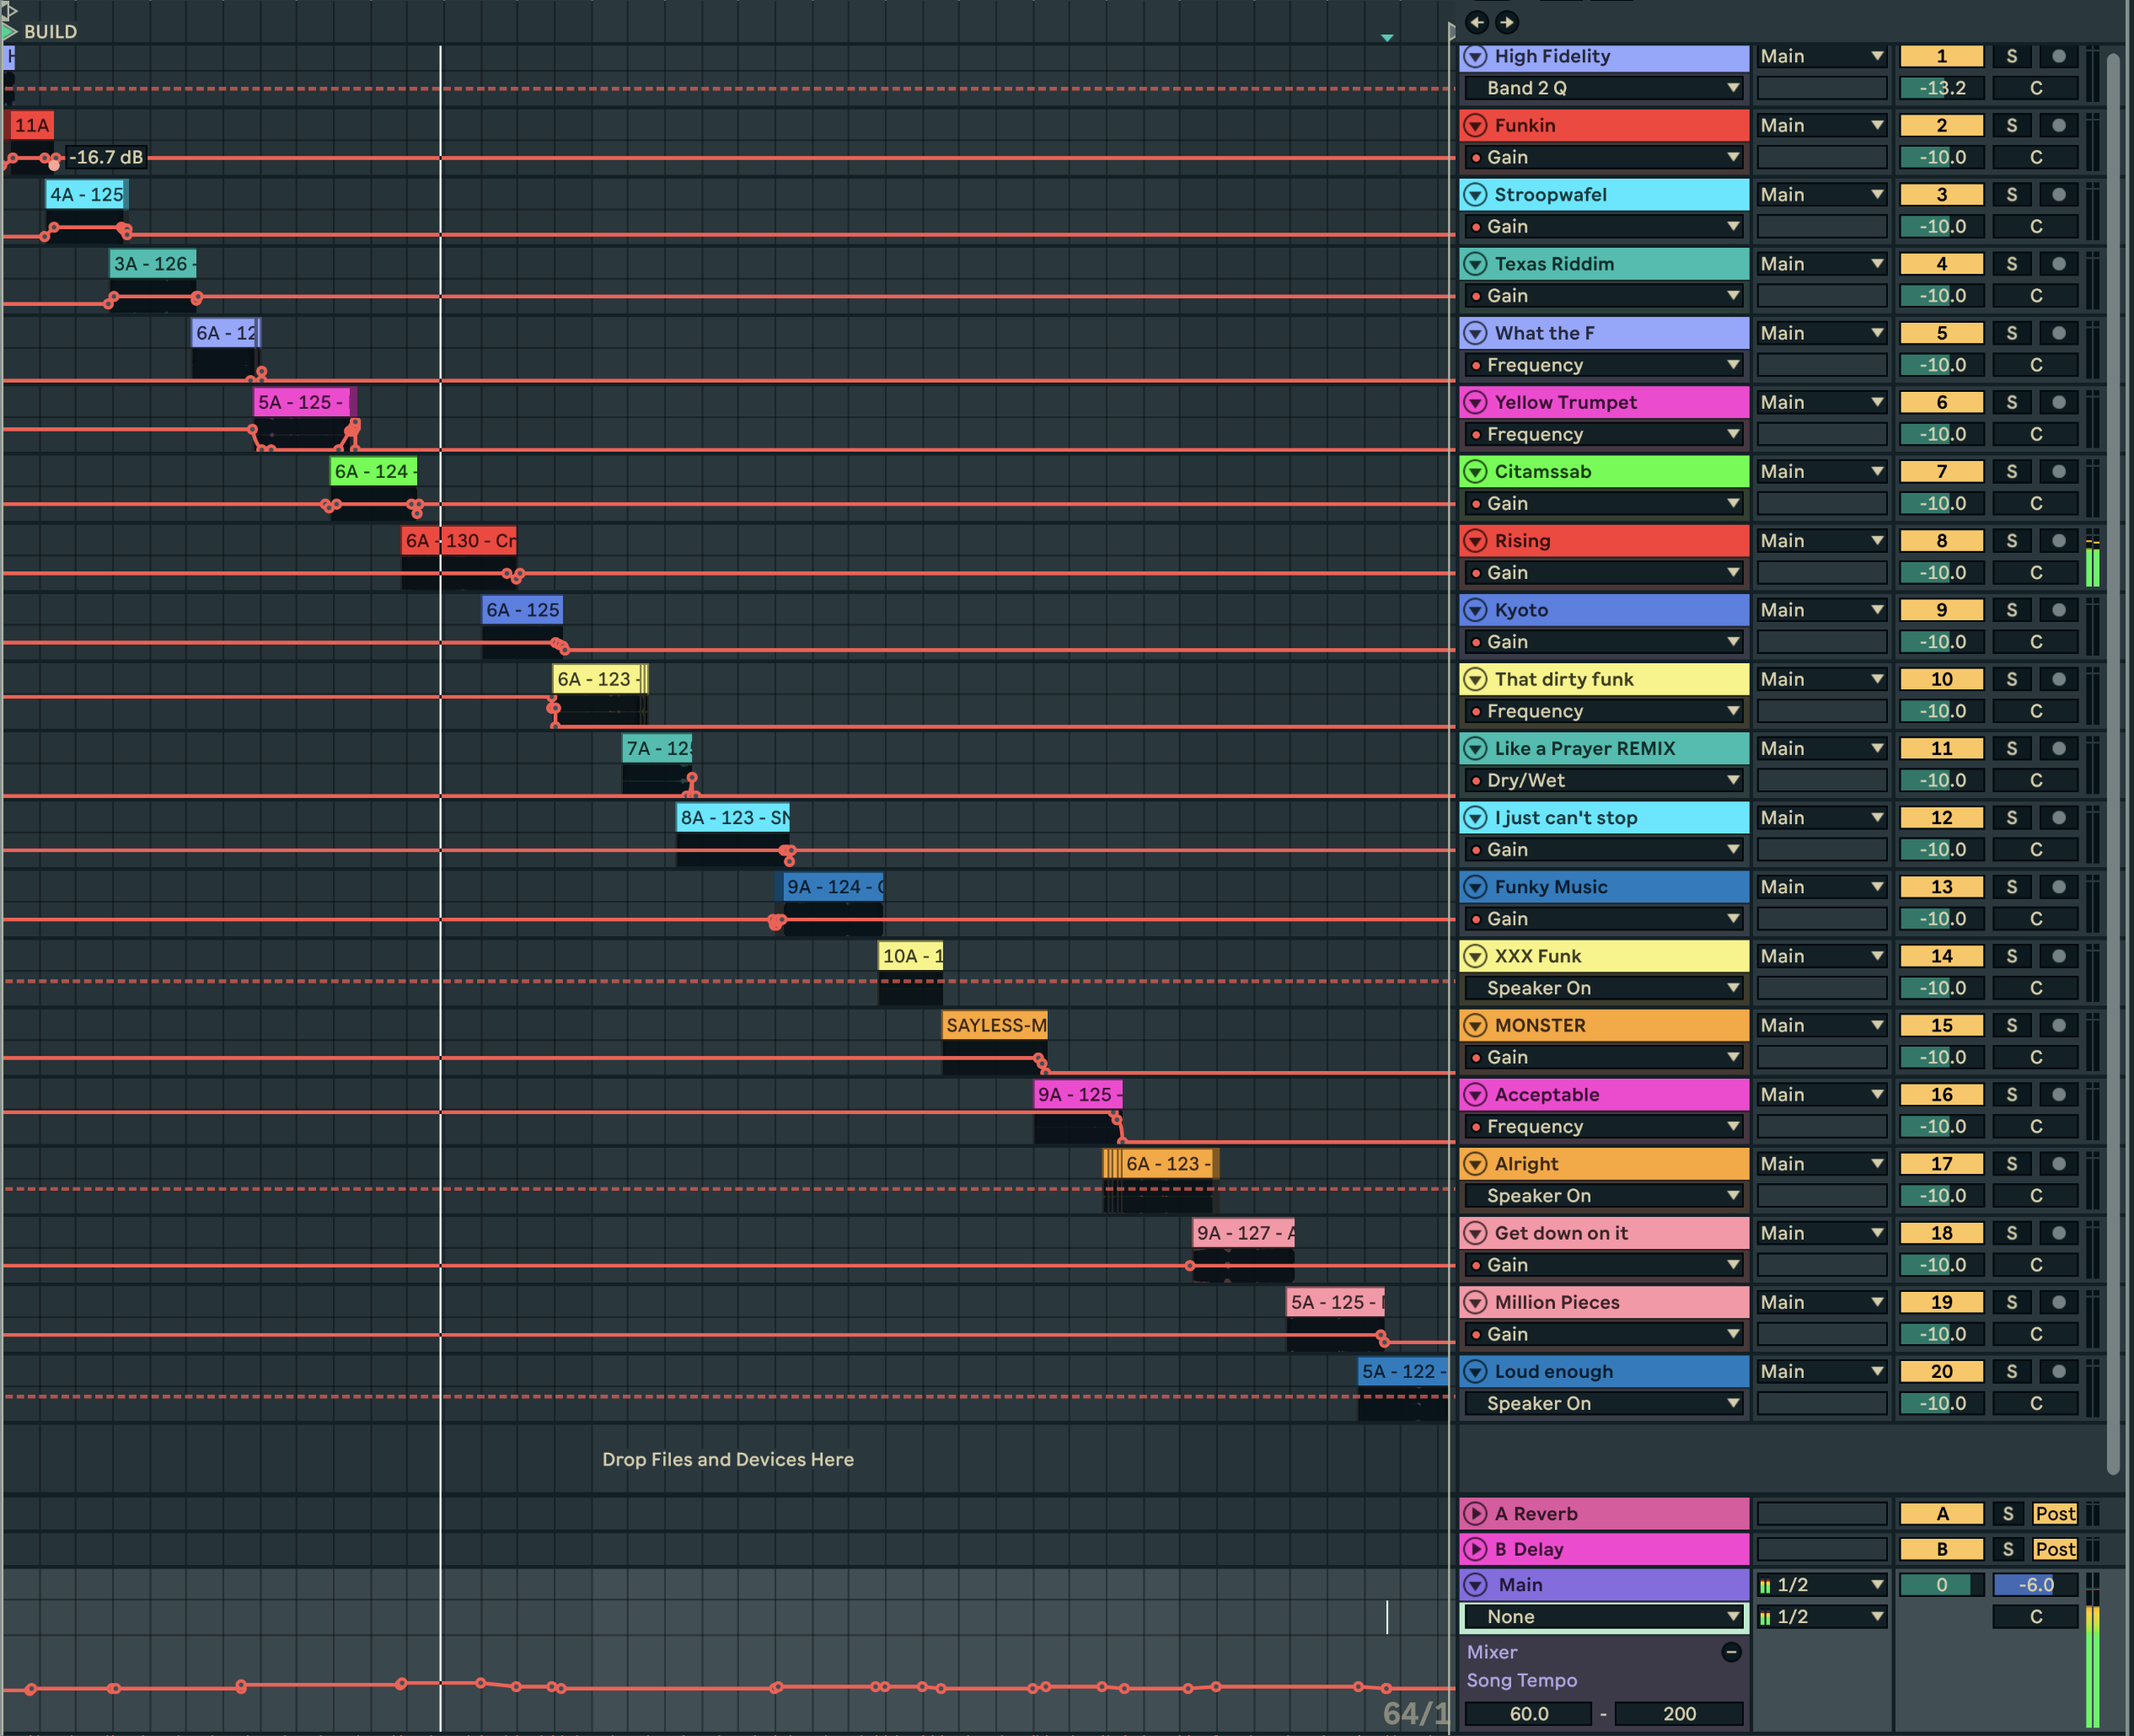 BUILD
High Fidelity Main 1 S
Band 2 Q -13.2 C
11A Funkin Main 2 S
-16.7 dB Gain -10.0 C
4A - 125 Stroopwafel Main 3 S
Gain -10.0 C
3A - 126 - Texas Riddim Main 4 S
Gain -10.0 C
6A - 12 What the F Main 5 S
Frequency -10.0 C
5A - 125 - Yellow Trumpet Main 6 S
Frequency -10.0 C
6A - 124 - Citamssab Main 7 S
Gain -10.0 C
6A - 130 - Cr Rising Main 8 S
Gain -10.0 C
6A - 125 Kyoto Main 9 S
Gain -10.0 C
6A - 123 - That dirty funk Main 10 S
Frequency -10.0 C
7A - 125 Like a Prayer REMIX Main 11 S
Dry/Wet -10.0 C
8A - 123 - SN I just can't stop Main 12 S
Gain -10.0 C
9A - 124 - Funky Music Main 13 S
Gain -10.0 C
10A - 1 XXX Funk Main 14 S
Speaker On -10.0 C
SAYLESS-M MONSTER Main 15 S
Gain -10.0 C
9A - 125 - Acceptable Main 16 S
Frequency -10.0 C
6A - 123 - Alright Main 17 S
Speaker On -10.0 C
9A - 127 - A Get down on it Main 18 S
Gain -10.0 C
5A - 125 - Million Pieces Main 19 S
Gain -10.0 C
5A - 122 - Loud enough Main 20 S
Speaker On -10.0 C
Drop Files and Devices Here
A Reverb A S Post
B Delay B S Post
Main 1/2 0 -6.0
None 1/2 C
Mixer
Song Tempo
64/1 60.0 - 200